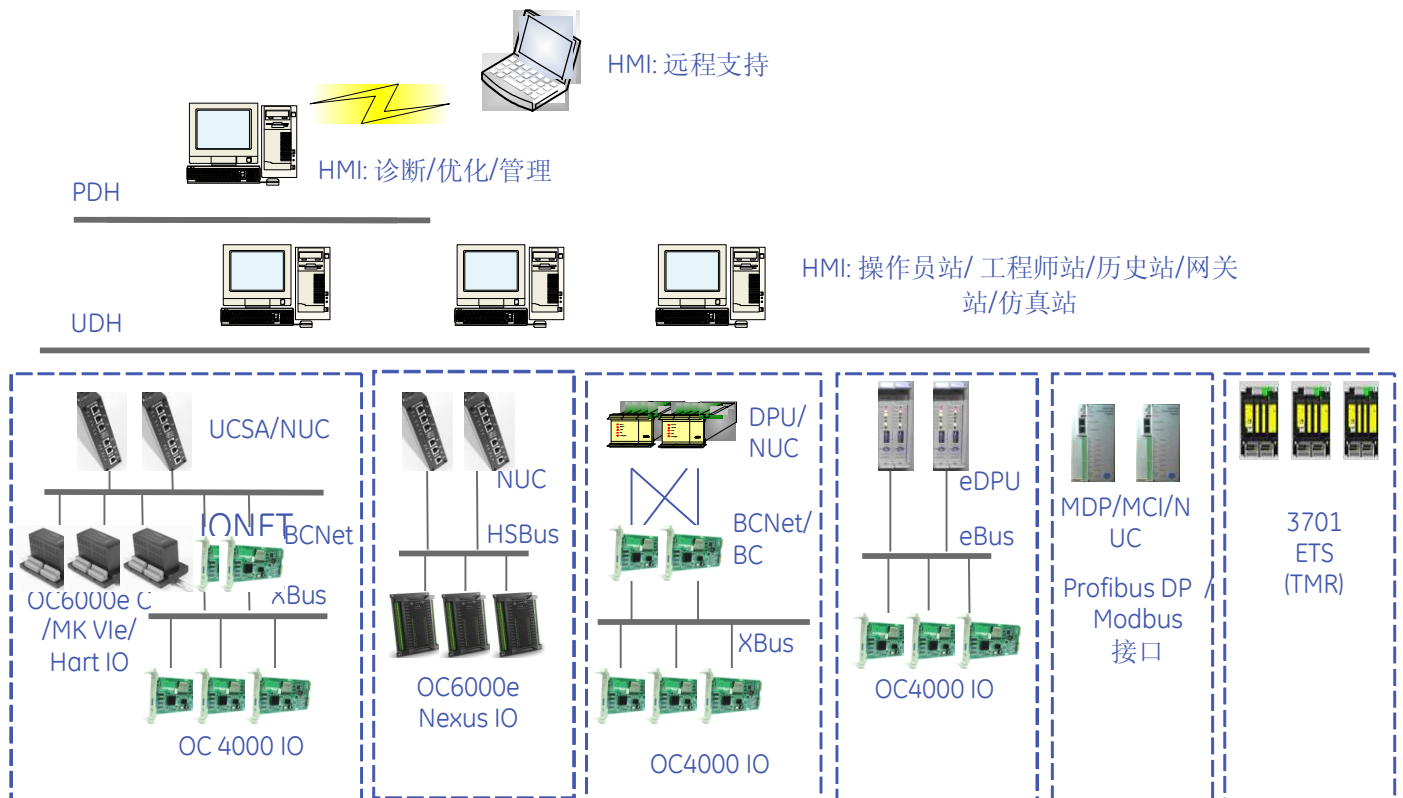 HMI: 远程支持
HMI: 诊断/优化/管理
PDH
HMI: 操作员站/ 工程师站/历史站/网关
站/仿真站
UDH
UCSA/NUC
IONET
BCNet
OC6000e C
/MK VIe/
Hart IO
XBus
OC 4000 IO
NUC
HSBus
OC6000e
Nexus IO
DPU/
NUC
BCNet/
BC
XBus
OC4000 IO
eDPU
eBus
OC4000 IO
MDP/MCI/N
UC
Profibus DP /
Modbus
接口
3701
ETS
(TMR)